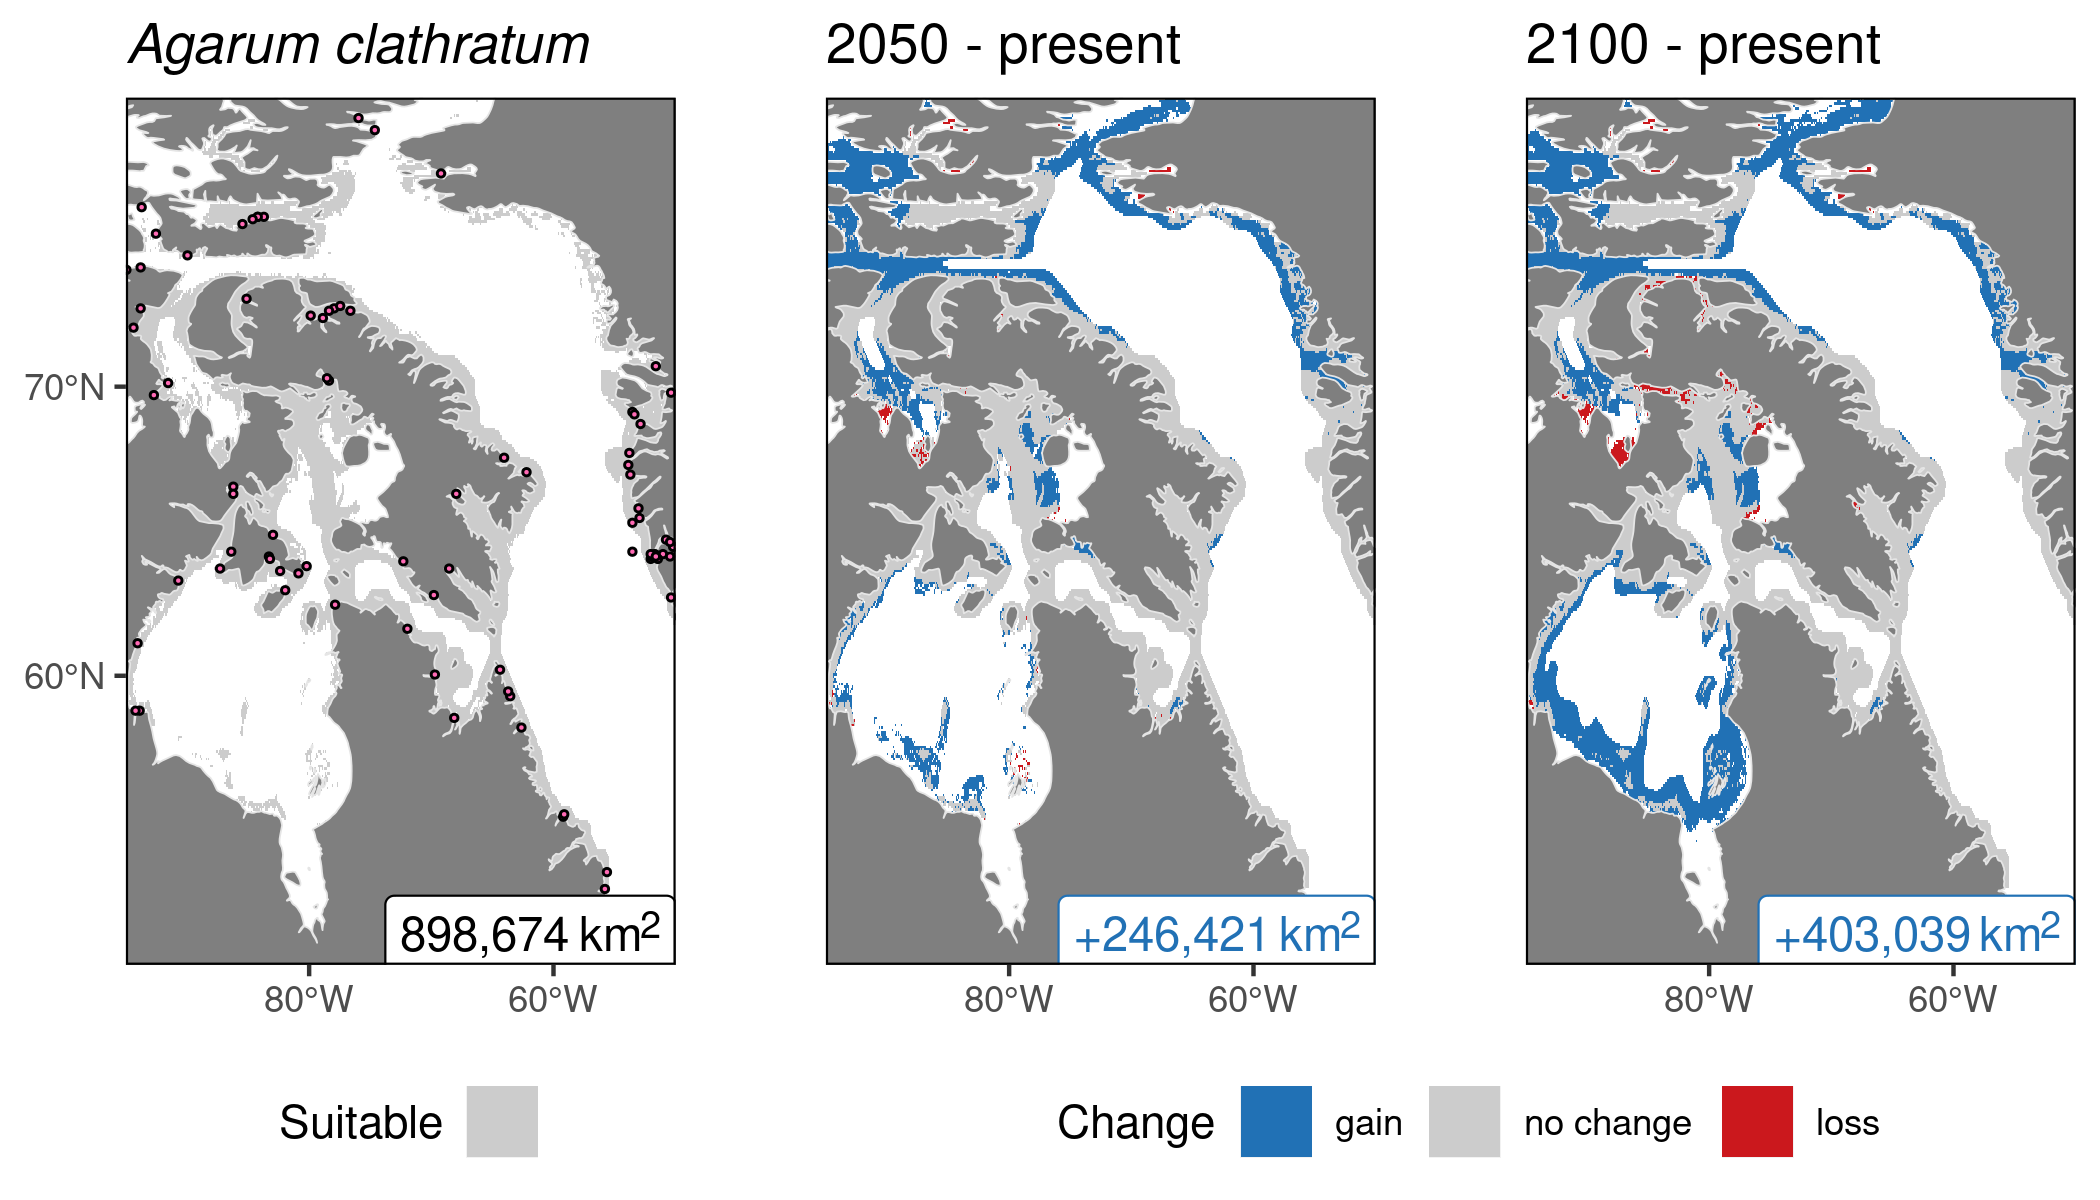 Agarum clathratum
2050 - present
2100 - present
70°N
60°N
898,674 km²
+246,421 km²
+403,039 km²
80°W
60°W
80°W
60°W
80°W
60°W
Suitable
Change gain no change loss